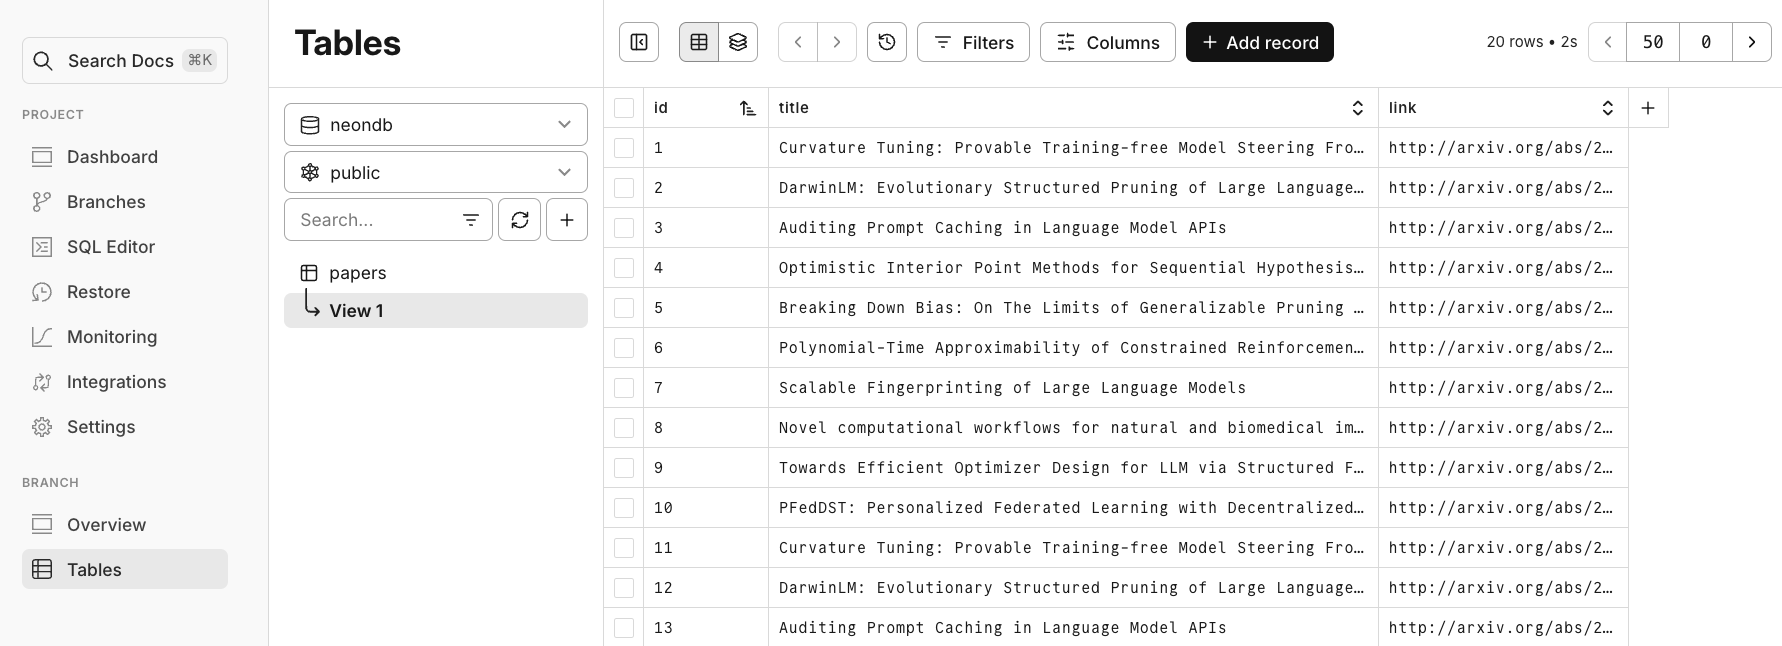 Search Docs ⌘K
PROJECT
Dashboard
Branches
SQL Editor
Restore
Monitoring
Integrations
Settings
BRANCH
Overview
Tables
Tables
neondb
public
Search...
papers
View 1
Filters
Columns
+ Add record
20 rows • 2s
50
0
id title link
1 Curvature Tuning: Provable Training-free Model Steering Fro… http://arxiv.org/abs/2…
2 DarwinLM: Evolutionary Structured Pruning of Large Language… http://arxiv.org/abs/2…
3 Auditing Prompt Caching in Language Model APIs http://arxiv.org/abs/2…
4 Optimistic Interior Point Methods for Sequential Hypothesis… http://arxiv.org/abs/2…
5 Breaking Down Bias: On The Limits of Generalizable Pruning … http://arxiv.org/abs/2…
6 Polynomial-Time Approximability of Constrained Reinforcemen… http://arxiv.org/abs/2…
7 Scalable Fingerprinting of Large Language Models http://arxiv.org/abs/2…
8 Novel computational workflows for natural and biomedical im… http://arxiv.org/abs/2…
9 Towards Efficient Optimizer Design for LLM via Structured F… http://arxiv.org/abs/2…
10 PFedDST: Personalized Federated Learning with Decentralized… http://arxiv.org/abs/2…
11 Curvature Tuning: Provable Training-free Model Steering Fro… http://arxiv.org/abs/2…
12 DarwinLM: Evolutionary Structured Pruning of Large Language… http://arxiv.org/abs/2…
13 Auditing Prompt Caching in Language Model APIs http://arxiv.org/abs/2…